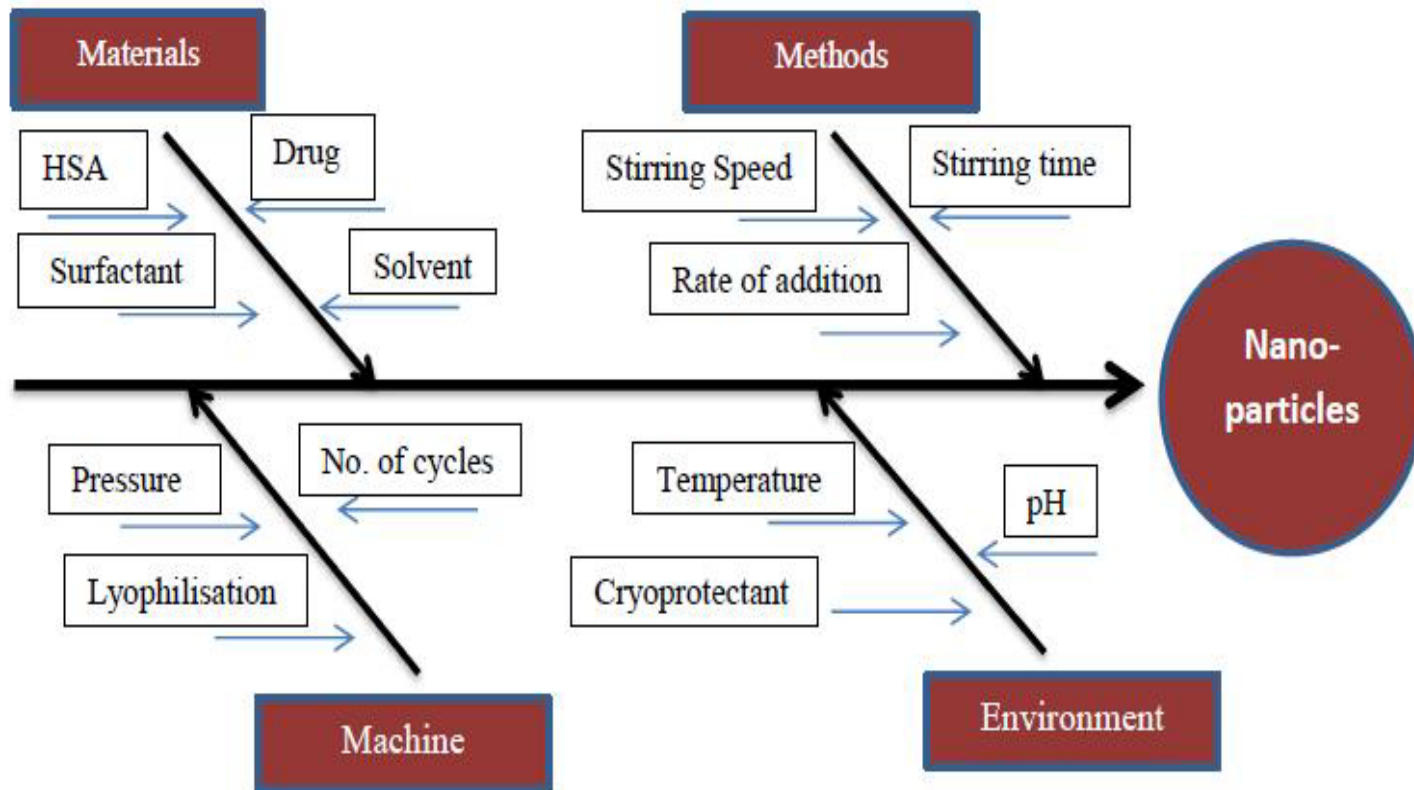 Materials
Methods
HSA
Drug
Stirring Speed
Stirring time
Surfactant
Solvent
Rate of addition
Nano-
particles
Pressure
No. of cycles
Temperature
pH
Lyophilisation
Cryoprotectant
Machine
Environment